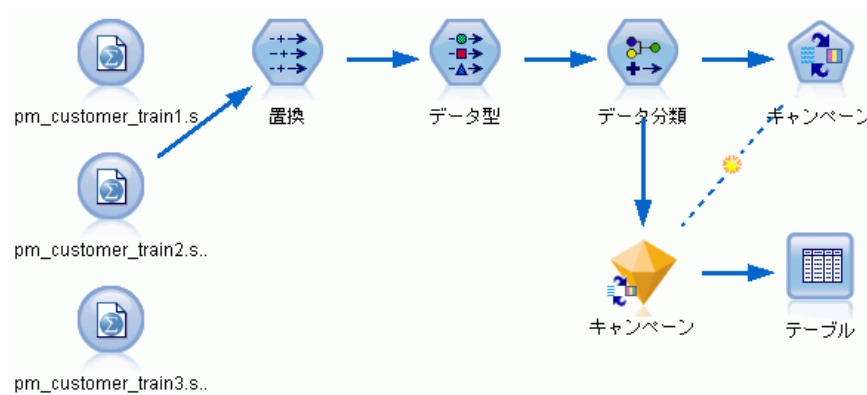 pm_customer_train1.s
置換
データ型
データ分類
キャンペーン
pm_customer_train2.s..
キャンペーン
テーブル
pm_customer_train3.s..